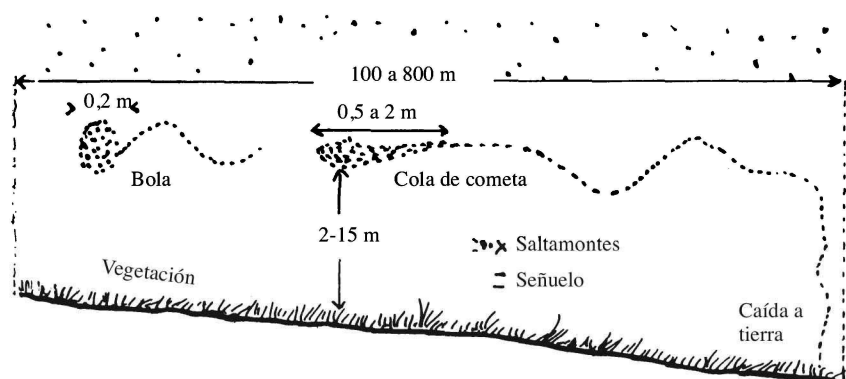 100 a 800 m
0,2 m
0,5 a 2 m
Bola
Cola de cometa
2-15 m
Saltamontes
Vegetación
Señuelo
Caída a
tierra